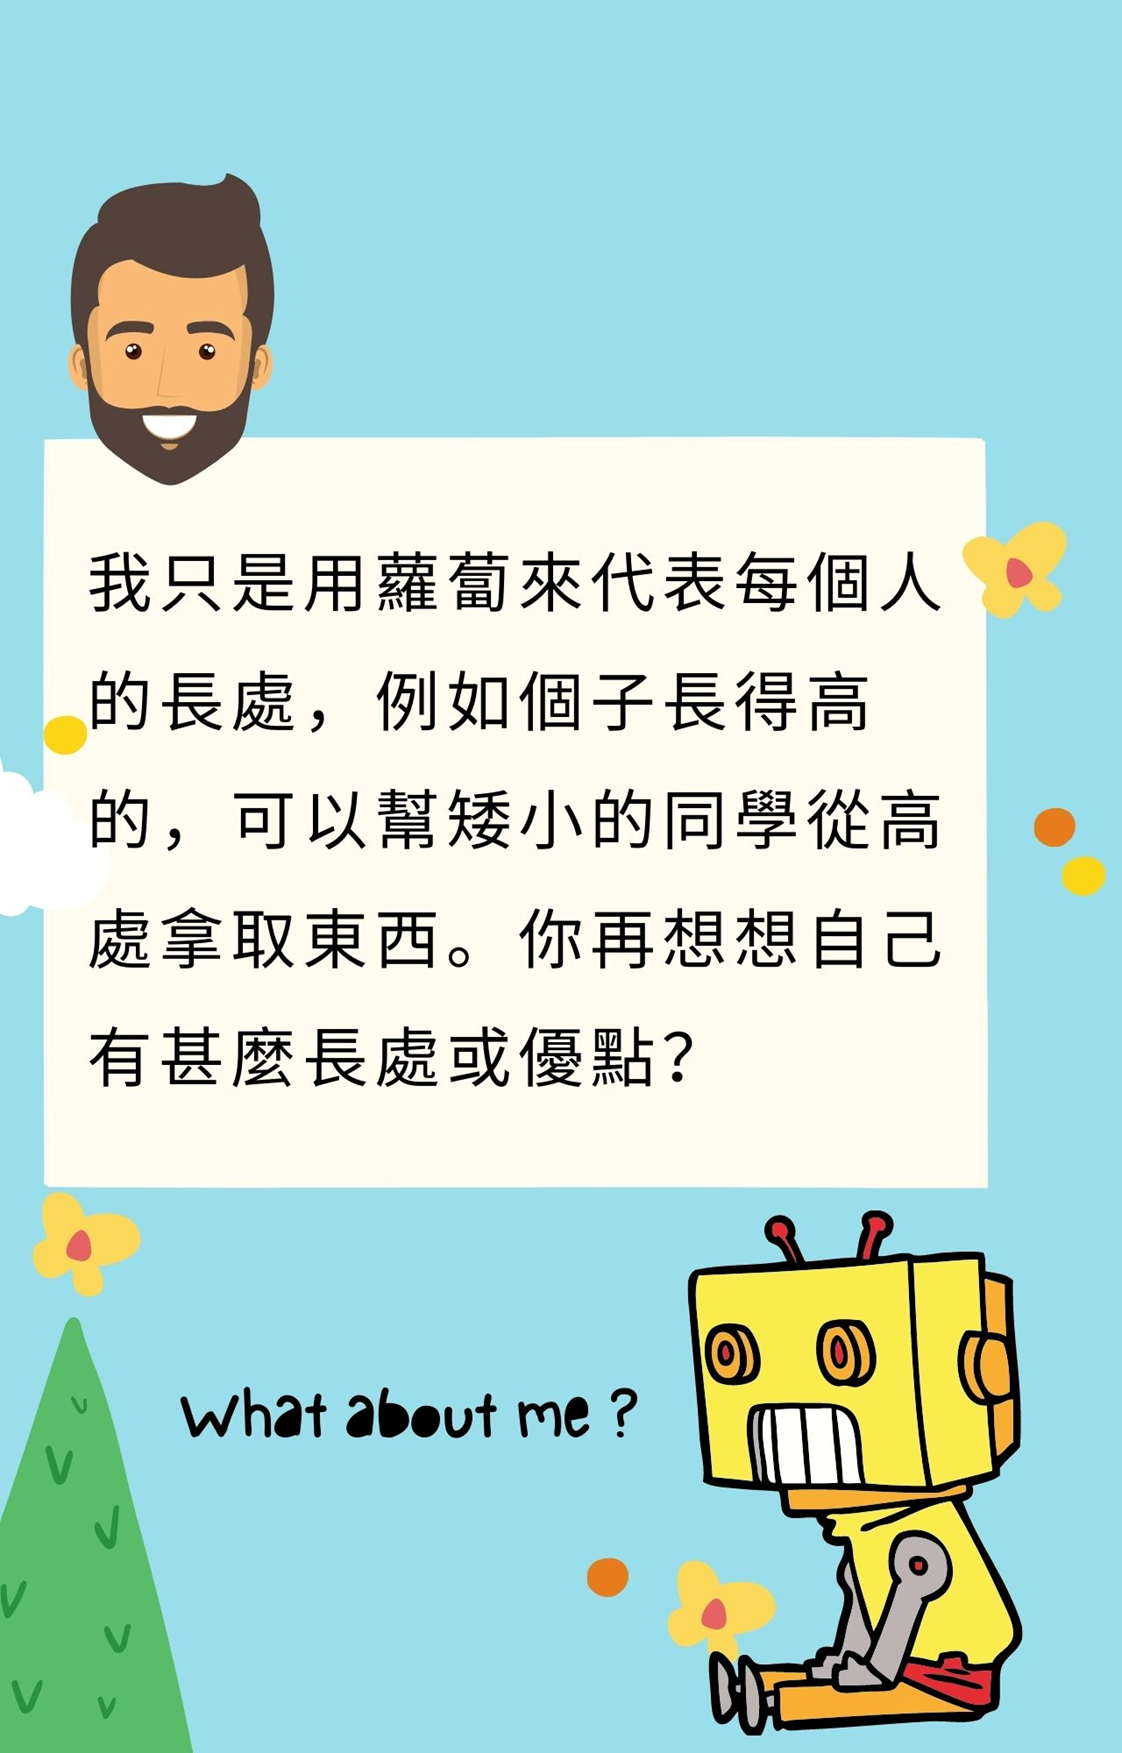 我只是用蘿蔔來代表每個人
的長處，例如個子長得高
的，可以幫矮小的同學從高
處拿取東西。你再想想自己
有甚麼長處或優點？
What about me ?